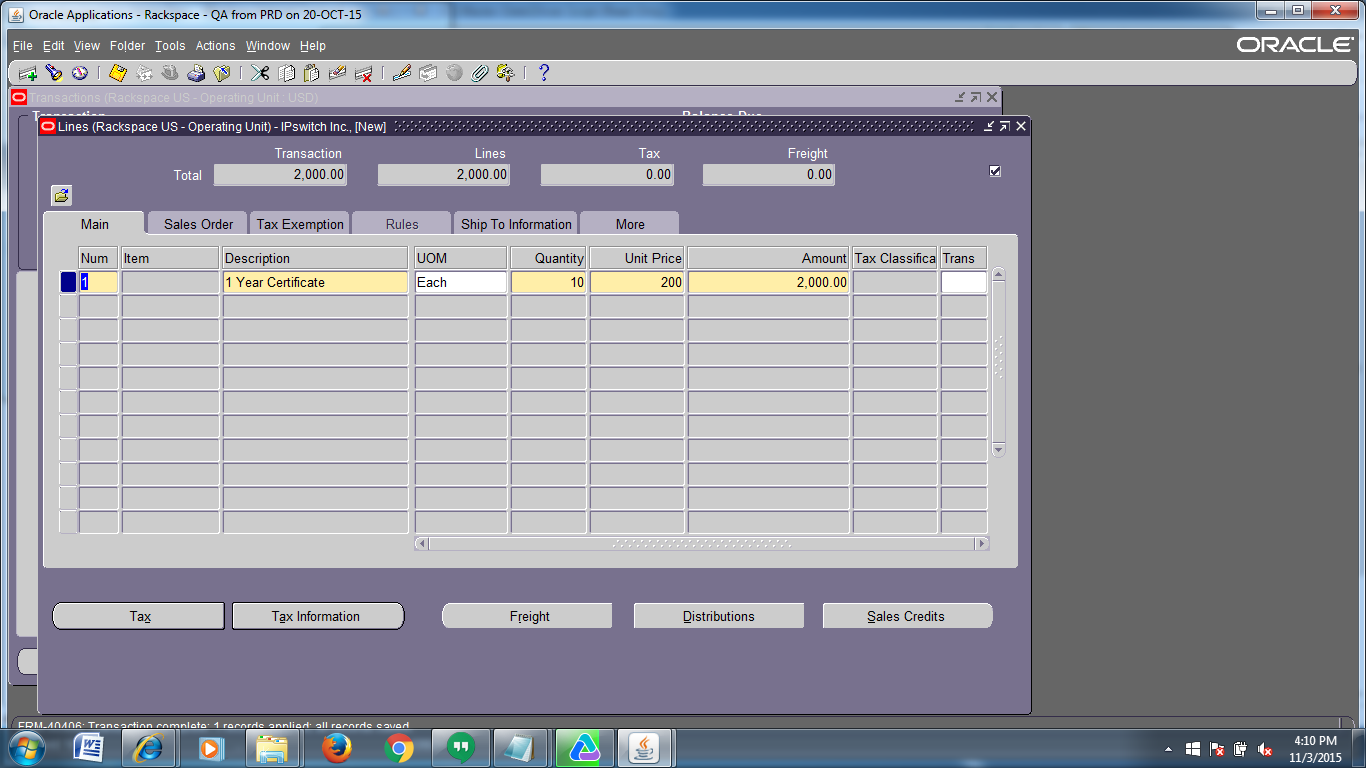 Oracle Applications - Rackspace - QA from PRD on 20-OCT-15
File Edit View Folder Tools Actions Window Help
ORACLE
Transactions (Rackspace US - Operating Unit : USD)
Transaction Balance Due
Lines (Rackspace US - Operating Unit) - IPswitch Inc., [New]
Transaction Lines Tax Freight
Total 2,000.00 2,000.00 0.00 0.00
Main Sales Order Tax Exemption Rules Ship To Information More
Num Item Description UOM Quantity Unit Price Amount Tax Classifica Trans
1 1 Year Certificate Each 10 200 2,000.00
Tax Tax Information Freight Distributions Sales Credits
FRM-40406: Transaction complete: 1 records applied; all records saved.
4:10 PM
11/3/2015